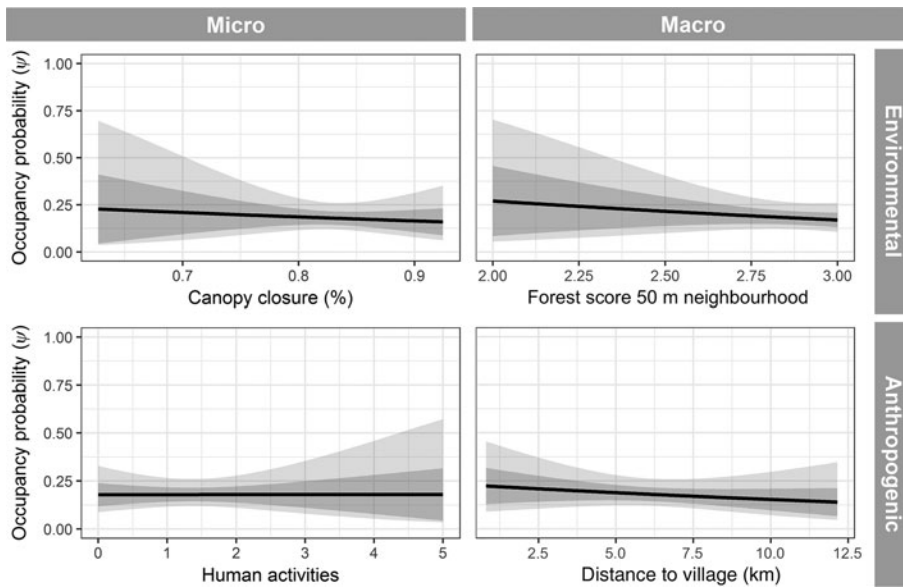 Micro
Macro
Occupancy probability (ψ)
1.00
0.75
0.50
0.25
0.00
0.7
0.8
0.9
Canopy closure (%)
2.00
2.25
2.50
2.75
3.00
Forest score 50 m neighbourhood
Environmental
Occupancy probability (ψ)
1.00
0.75
0.50
0.25
0.00
0
1
2
3
4
5
Human activities
2.5
5.0
7.5
10.0
12.5
Distance to village (km)
Anthropogenic